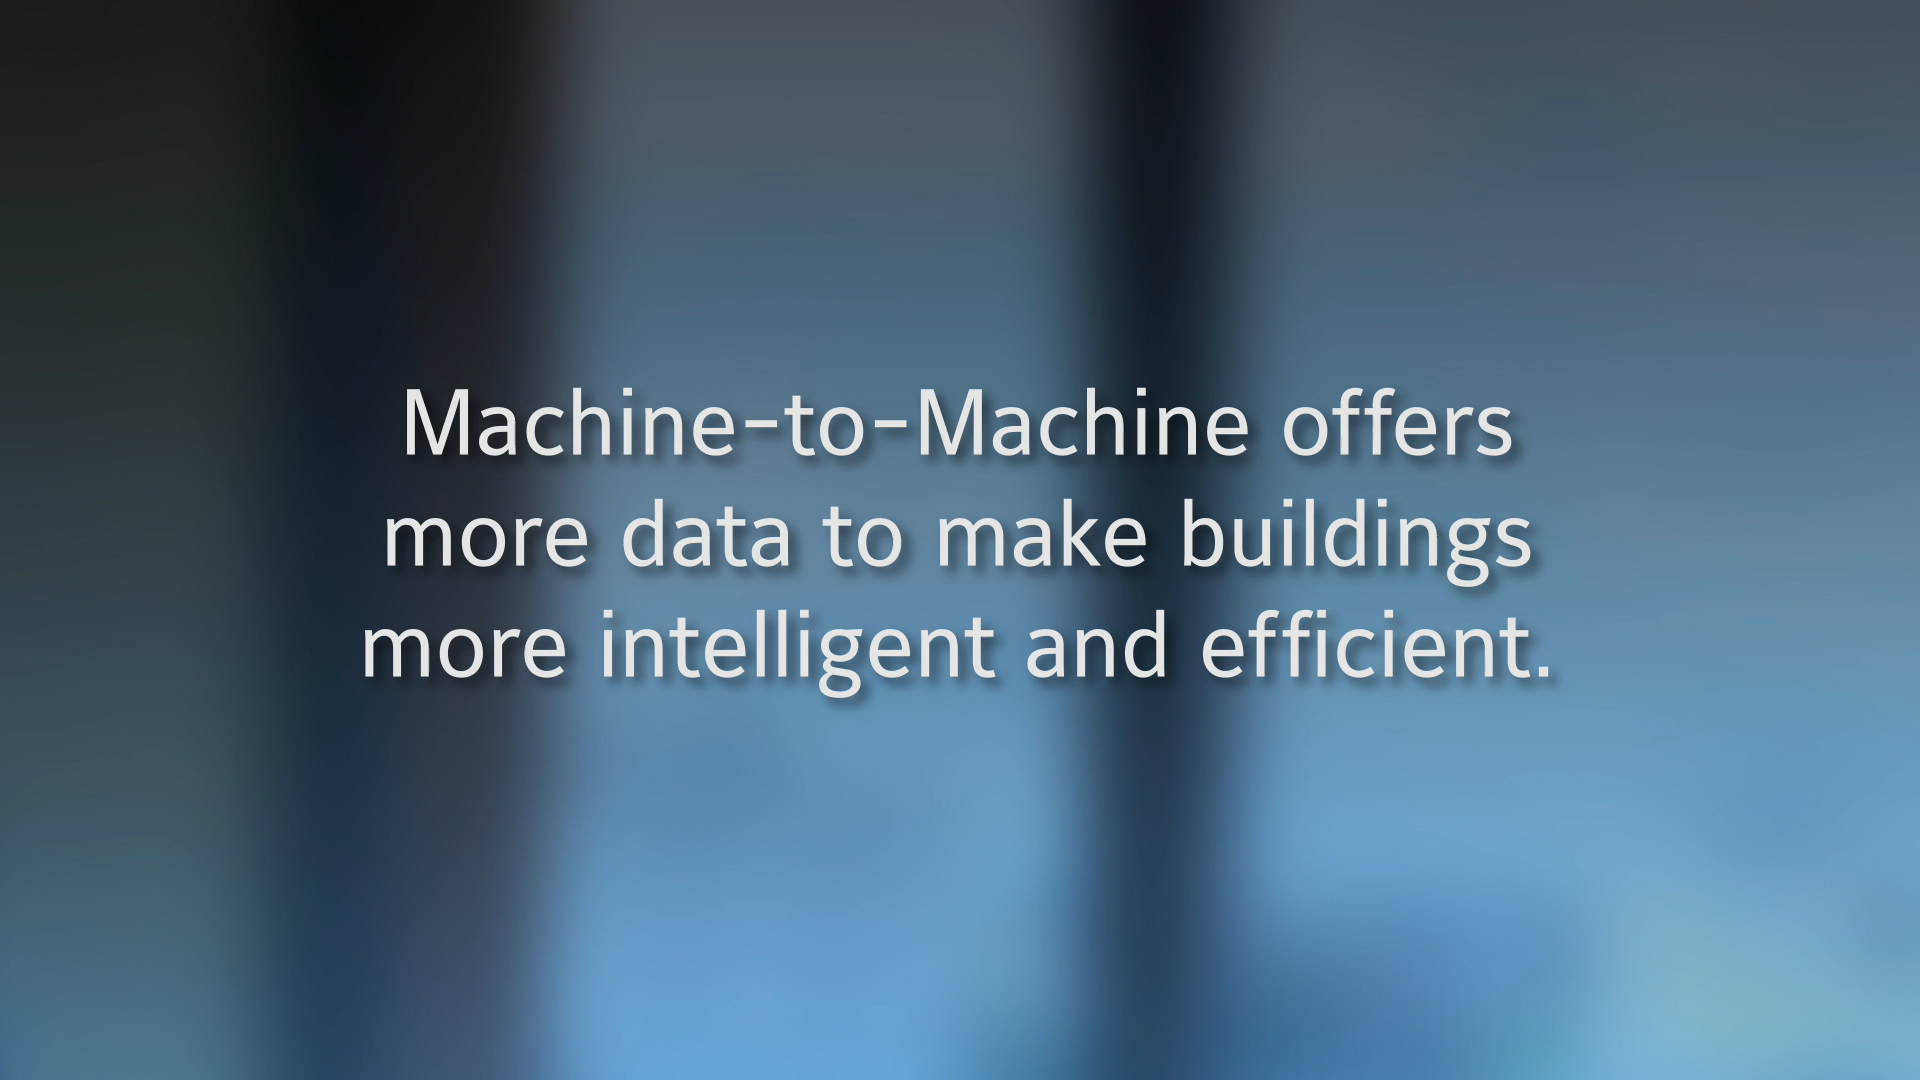 Machine-to-Machine offers
more data to make buildings
more intelligent and efficient.